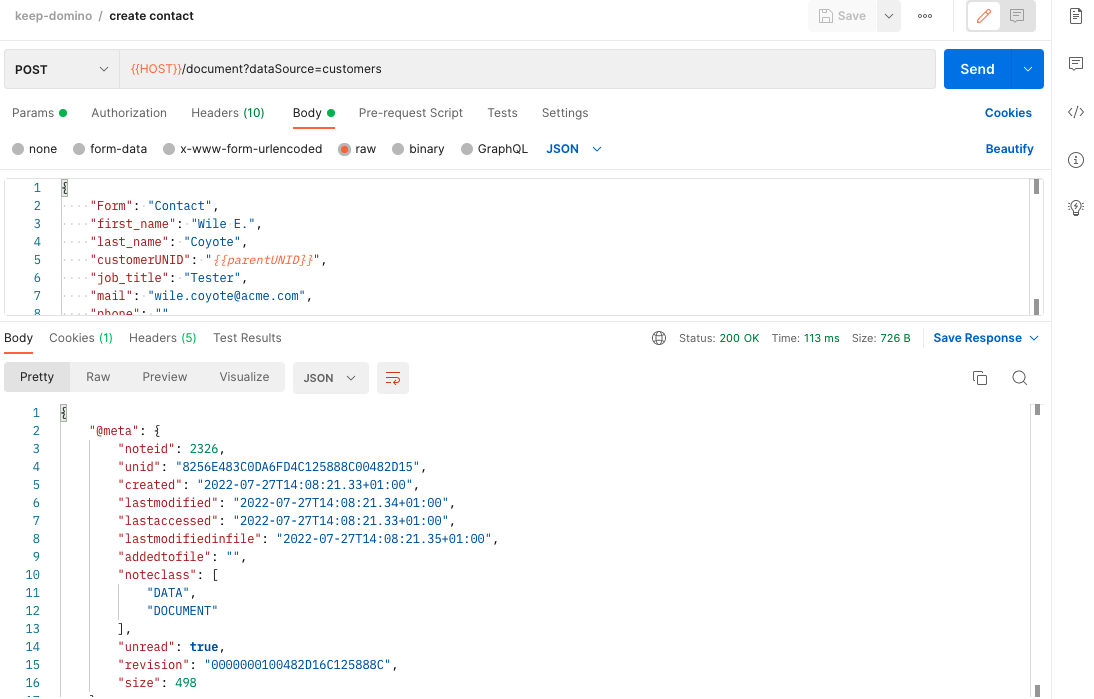 keep-domino / create contact
Save
POST
{{HOST}}/document?dataSource=customers
Send
Params Authorization Headers (10) Body Pre-request Script Tests Settings Cookies
none form-data x-www-form-urlencoded raw binary GraphQL JSON Beautify
1 {
2 "Form": "Contact",
3 "first_name": "Wile E.",
4 "last_name": "Coyote",
5 "customerUNID": "{{parentUNID}}",
6 "job_title": "Tester",
7 "mail": "wile.coyote@acme.com",
8 "phone": ""
Body Cookies (1) Headers (5) Test Results Status: 200 OK Time: 113 ms Size: 726 B Save Response
Pretty Raw Preview Visualize JSON
1 {
2 "@meta": {
3 "noteid": 2326,
4 "unid": "8256E483C0DA6FD4C125888C00482D15",
5 "created": "2022-07-27T14:08:21.33+01:00",
6 "lastmodified": "2022-07-27T14:08:21.34+01:00",
7 "lastaccessed": "2022-07-27T14:08:21.33+01:00",
8 "lastmodifiedinfile": "2022-07-27T14:08:21.35+01:00",
9 "addedtofile": "",
10 "noteclass": [
11 "DATA",
12 "DOCUMENT"
13 ],
14 "unread": true,
15 "revision": "0000000100482D16C125888C",
16 "size": 498